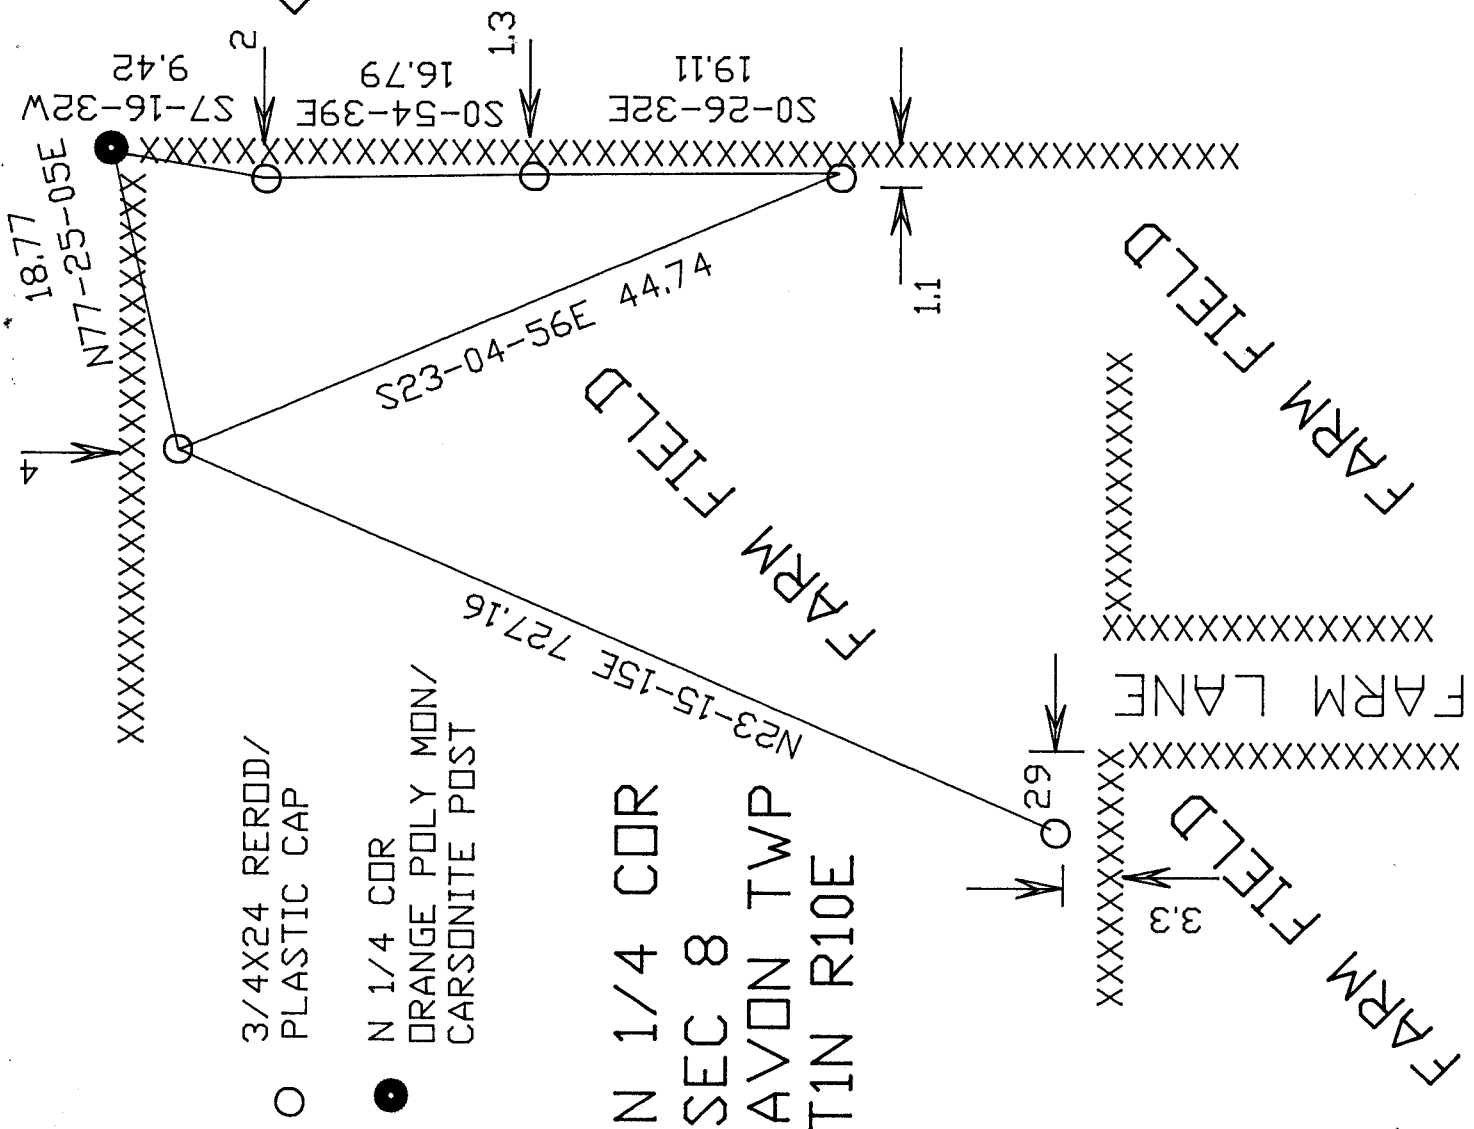 2
9.42
S7-16-32W
16.79
S0-54-39E
1.3
19.11
S0-26-32E
18.77
N77-25-05E
4
S23-04-56E 44.74
1.1
N23-15-15E 727.16
FARM FIELD
FARM FIELD
FARM LANE
29
3.3
FARM FIELD
3/4X24 REROD/
PLASTIC CAP
N 1/4 COR
ORANGE POLY MON/
CARSONITE POST
N 1/4 COR
SEC 8
AVON TWP
T1N R10E